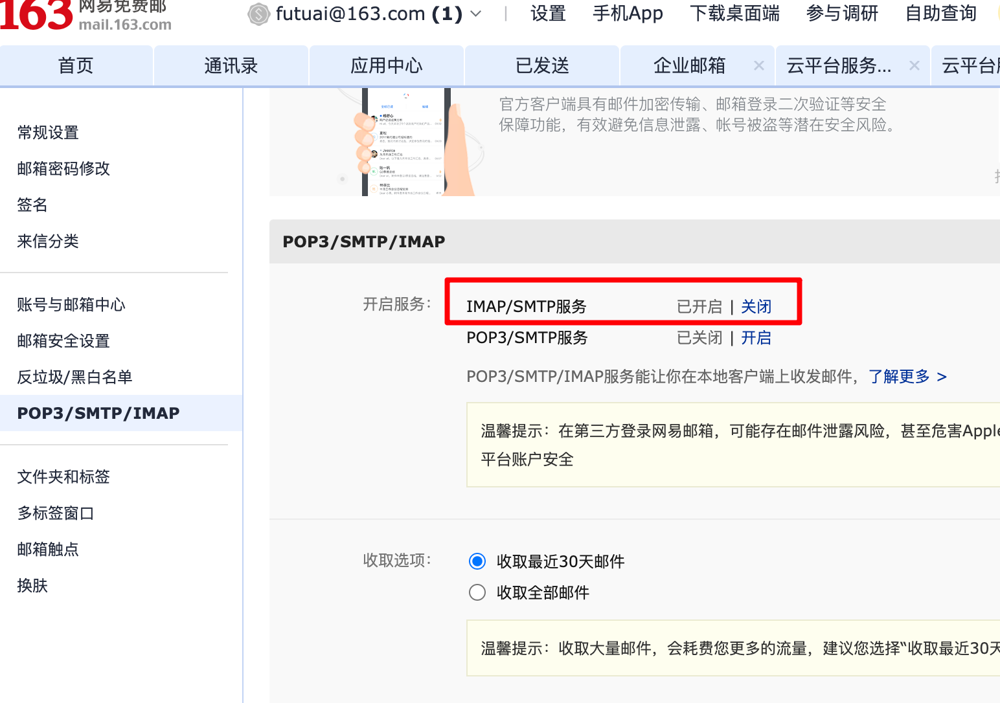 163 网易免费邮
mail.163.com
futuai@163.com (1) | 设置 手机App 下载桌面端 参与调研 自助查询
首页 通讯录 应用中心 已发送 企业邮箱 × 云平台服务... × 云平台
官方客户端具有邮件加密传输、邮箱登录二次验证等安全
保障功能，有效避免信息泄露、帐号被盗等潜在安全风险。
常规设置
邮箱密码修改
签名
来信分类
账号与邮箱中心
邮箱安全设置
反垃圾/黑白名单
POP3/SMTP/IMAP
文件夹和标签
多标签窗口
邮箱触点
换肤
杨舒心
夏松
Jessica
陆一帆
林寻比
POP3/SMTP/IMAP
开启服务： IMAP/SMTP服务 已开启 | 关闭
POP3/SMTP服务 已关闭 | 开启
POP3/SMTP/IMAP服务能让你在本地客户端上收发邮件，了解更多 >
温馨提示：在第三方登录网易邮箱，可能存在邮件泄露风险，甚至危害Apple
平台账户安全
收取选项： 收取最近30天邮件
收取全部邮件
温馨提示：收取大量邮件，会耗费您更多的流量，建议您选择“收取最近30天